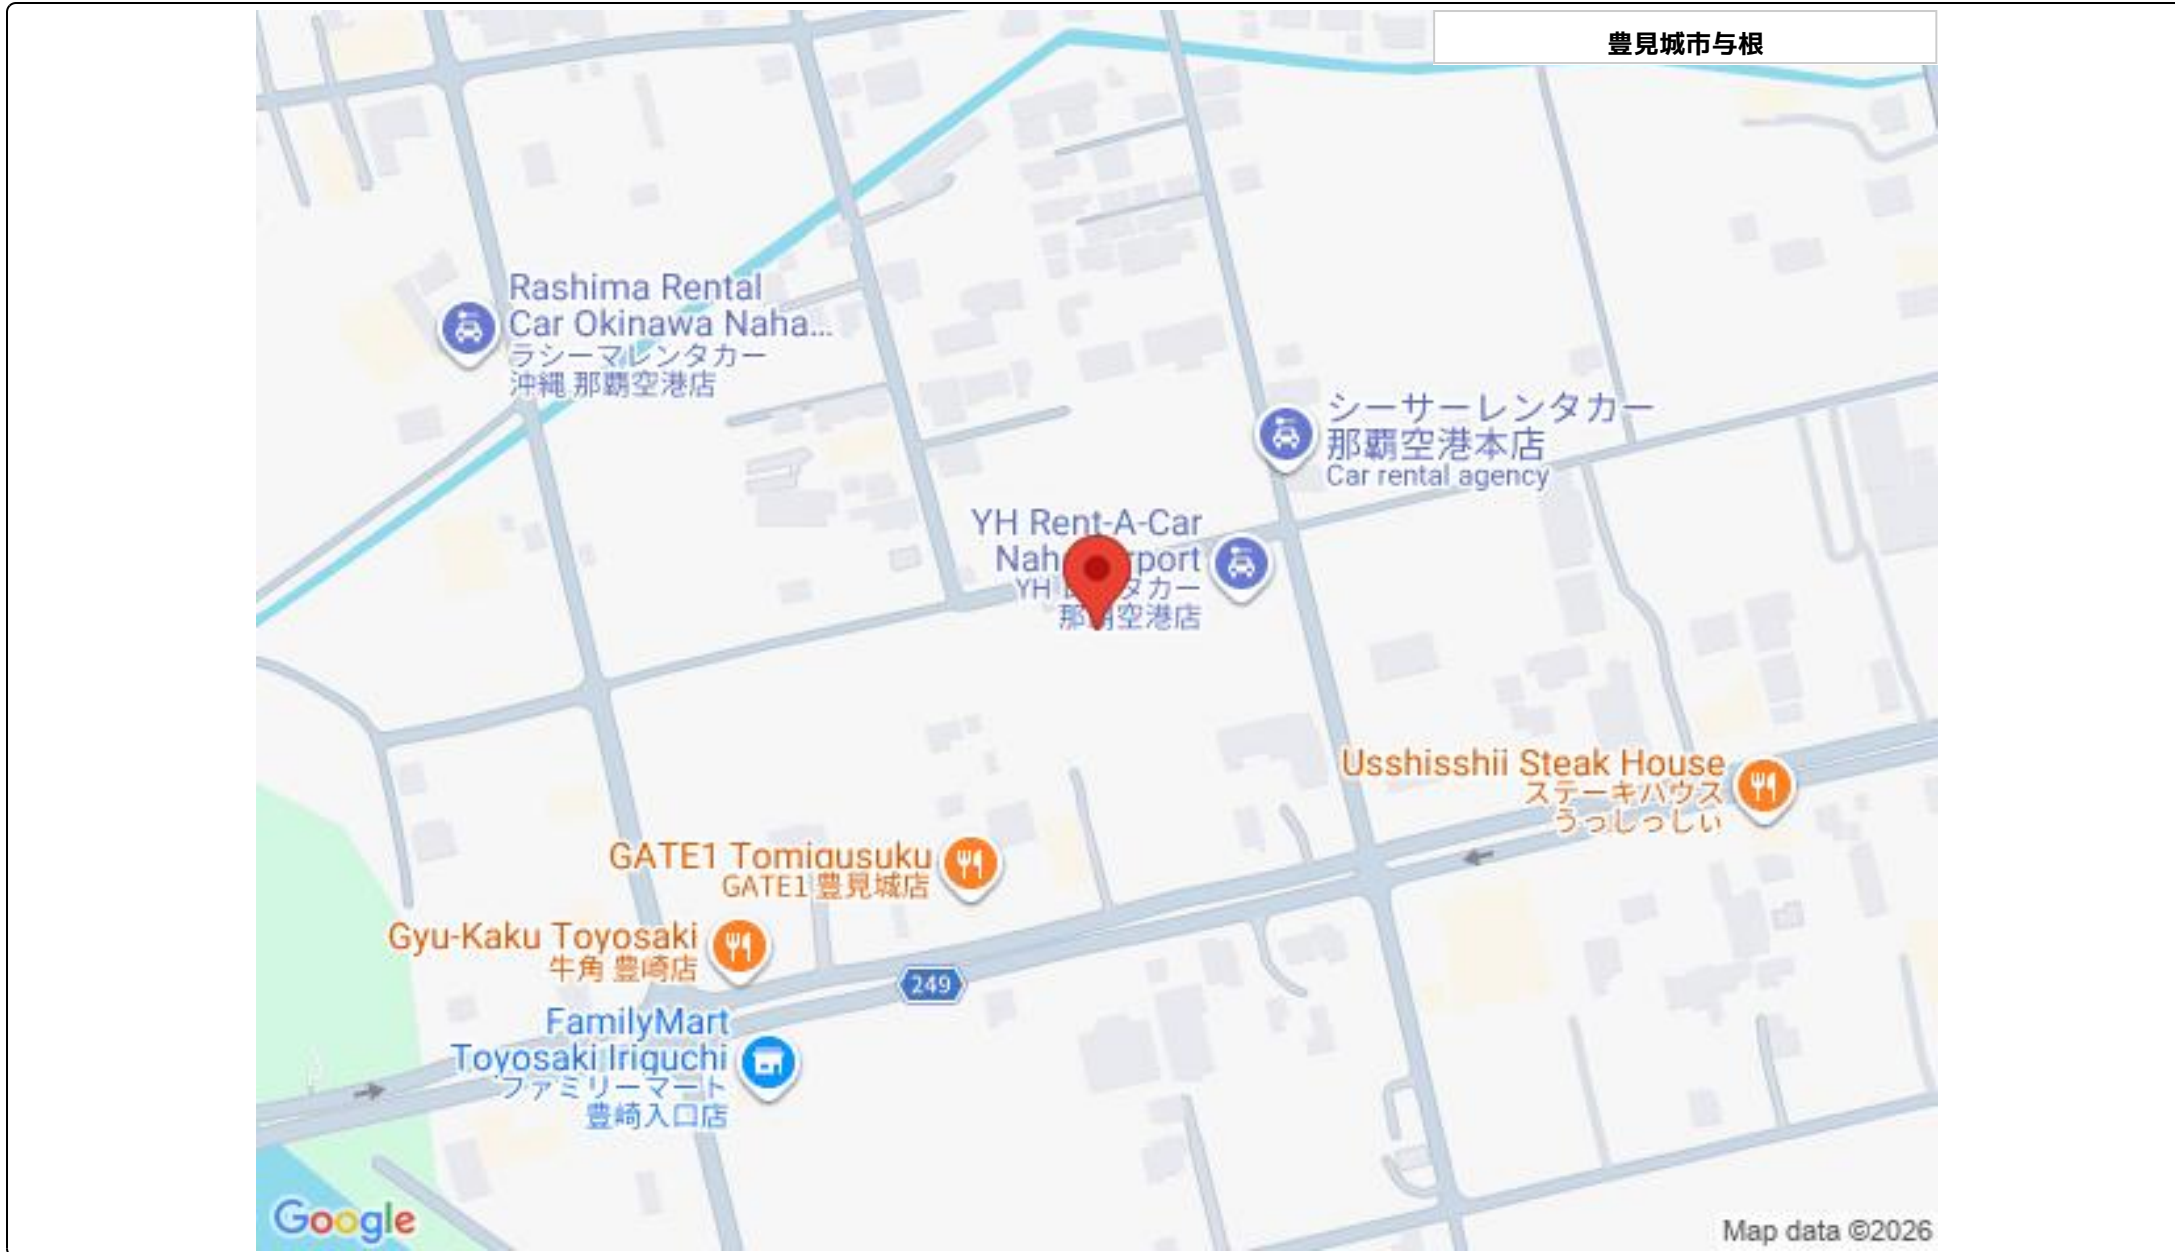 豊見城市与根
Rashima Rental
Car Okinawa Naha...
ラシーマレンタカー
沖縄 那覇空港店
シーサーレンタカー
那覇空港本店
Car rental agency
YH Rent-A-Car
YH
那 空港店
Usshisshii Steak House
ステーキハウス
うっしっしい
GATE1 Tomigusuku
GATE1 豊見城店
Gyu-Kaku Toyosaki
牛角 豊崎店
249
FamilyMart
Toyosaki Iriguchi
ファミリーマート
豊崎入口店
Google
Map data ©2026